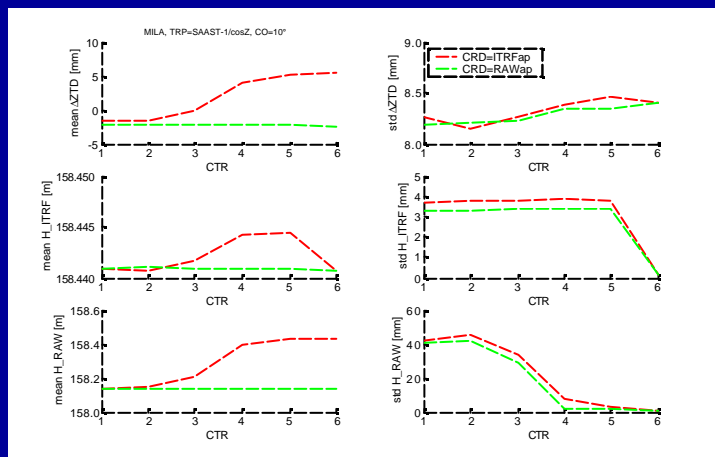 MILA, TRP=SAAST-1/cosZ, CO=10°
mean ΔZTD [mm]
10
5
0
-5
1 2 3 4 5 6
CTR
std ΔZTD [mm]
9.0
8.5
8.0
CRD=ITRFap
CRD=RAWap
1 2 3 4 5 6
CTR
mean H_ITRF [m]
158.450
158.445
158.440
1 2 3 4 5 6
CTR
std H_ITRF [mm]
5
4
3
2
1
0
1 2 3 4 5 6
CTR
mean H_RAW [m]
158.6
158.4
158.2
158.0
1 2 3 4 5 6
CTR
std H_RAW [mm]
60
40
20
0
1 2 3 4 5 6
CTR